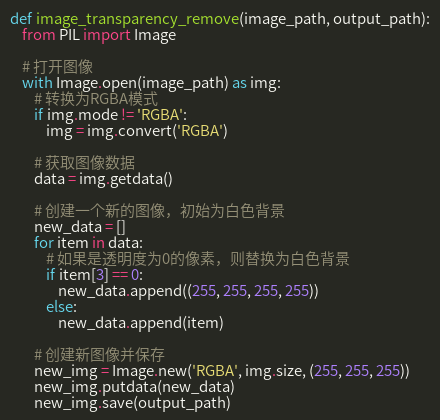 def image_transparency_remove(image_path, output_path):
from PIL import Image
# 打开图像
with Image.open(image_path) as img:
# 转换为RGBA模式
if img.mode != 'RGBA':
img = img.convert('RGBA')
# 获取图像数据
data = img.getdata()
# 创建一个新的图像，初始为白色背景
new_data = []
for item in data:
# 如果是透明度为0的像素，则替换为白色背景
if item[3] == 0:
new_data.append((255, 255, 255, 255))
else:
new_data.append(item)
# 创建新图像并保存
new_img = Image.new('RGBA', img.size, (255, 255, 255))
new_img.putdata(new_data)
new_img.save(output_path)